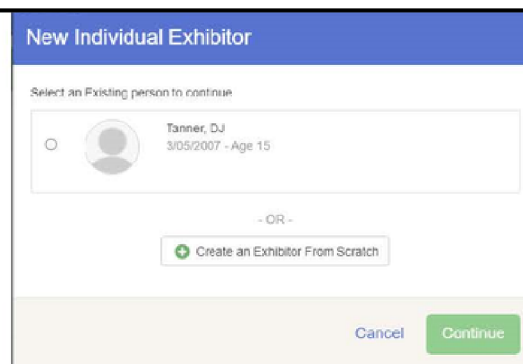 New Individual Exhibitor
Select an Existing person to continue
Tanner, DJ
3/05/2007 - Age 15
- OR -
Create an Exhibitor From Scratch
Cancel
Continue